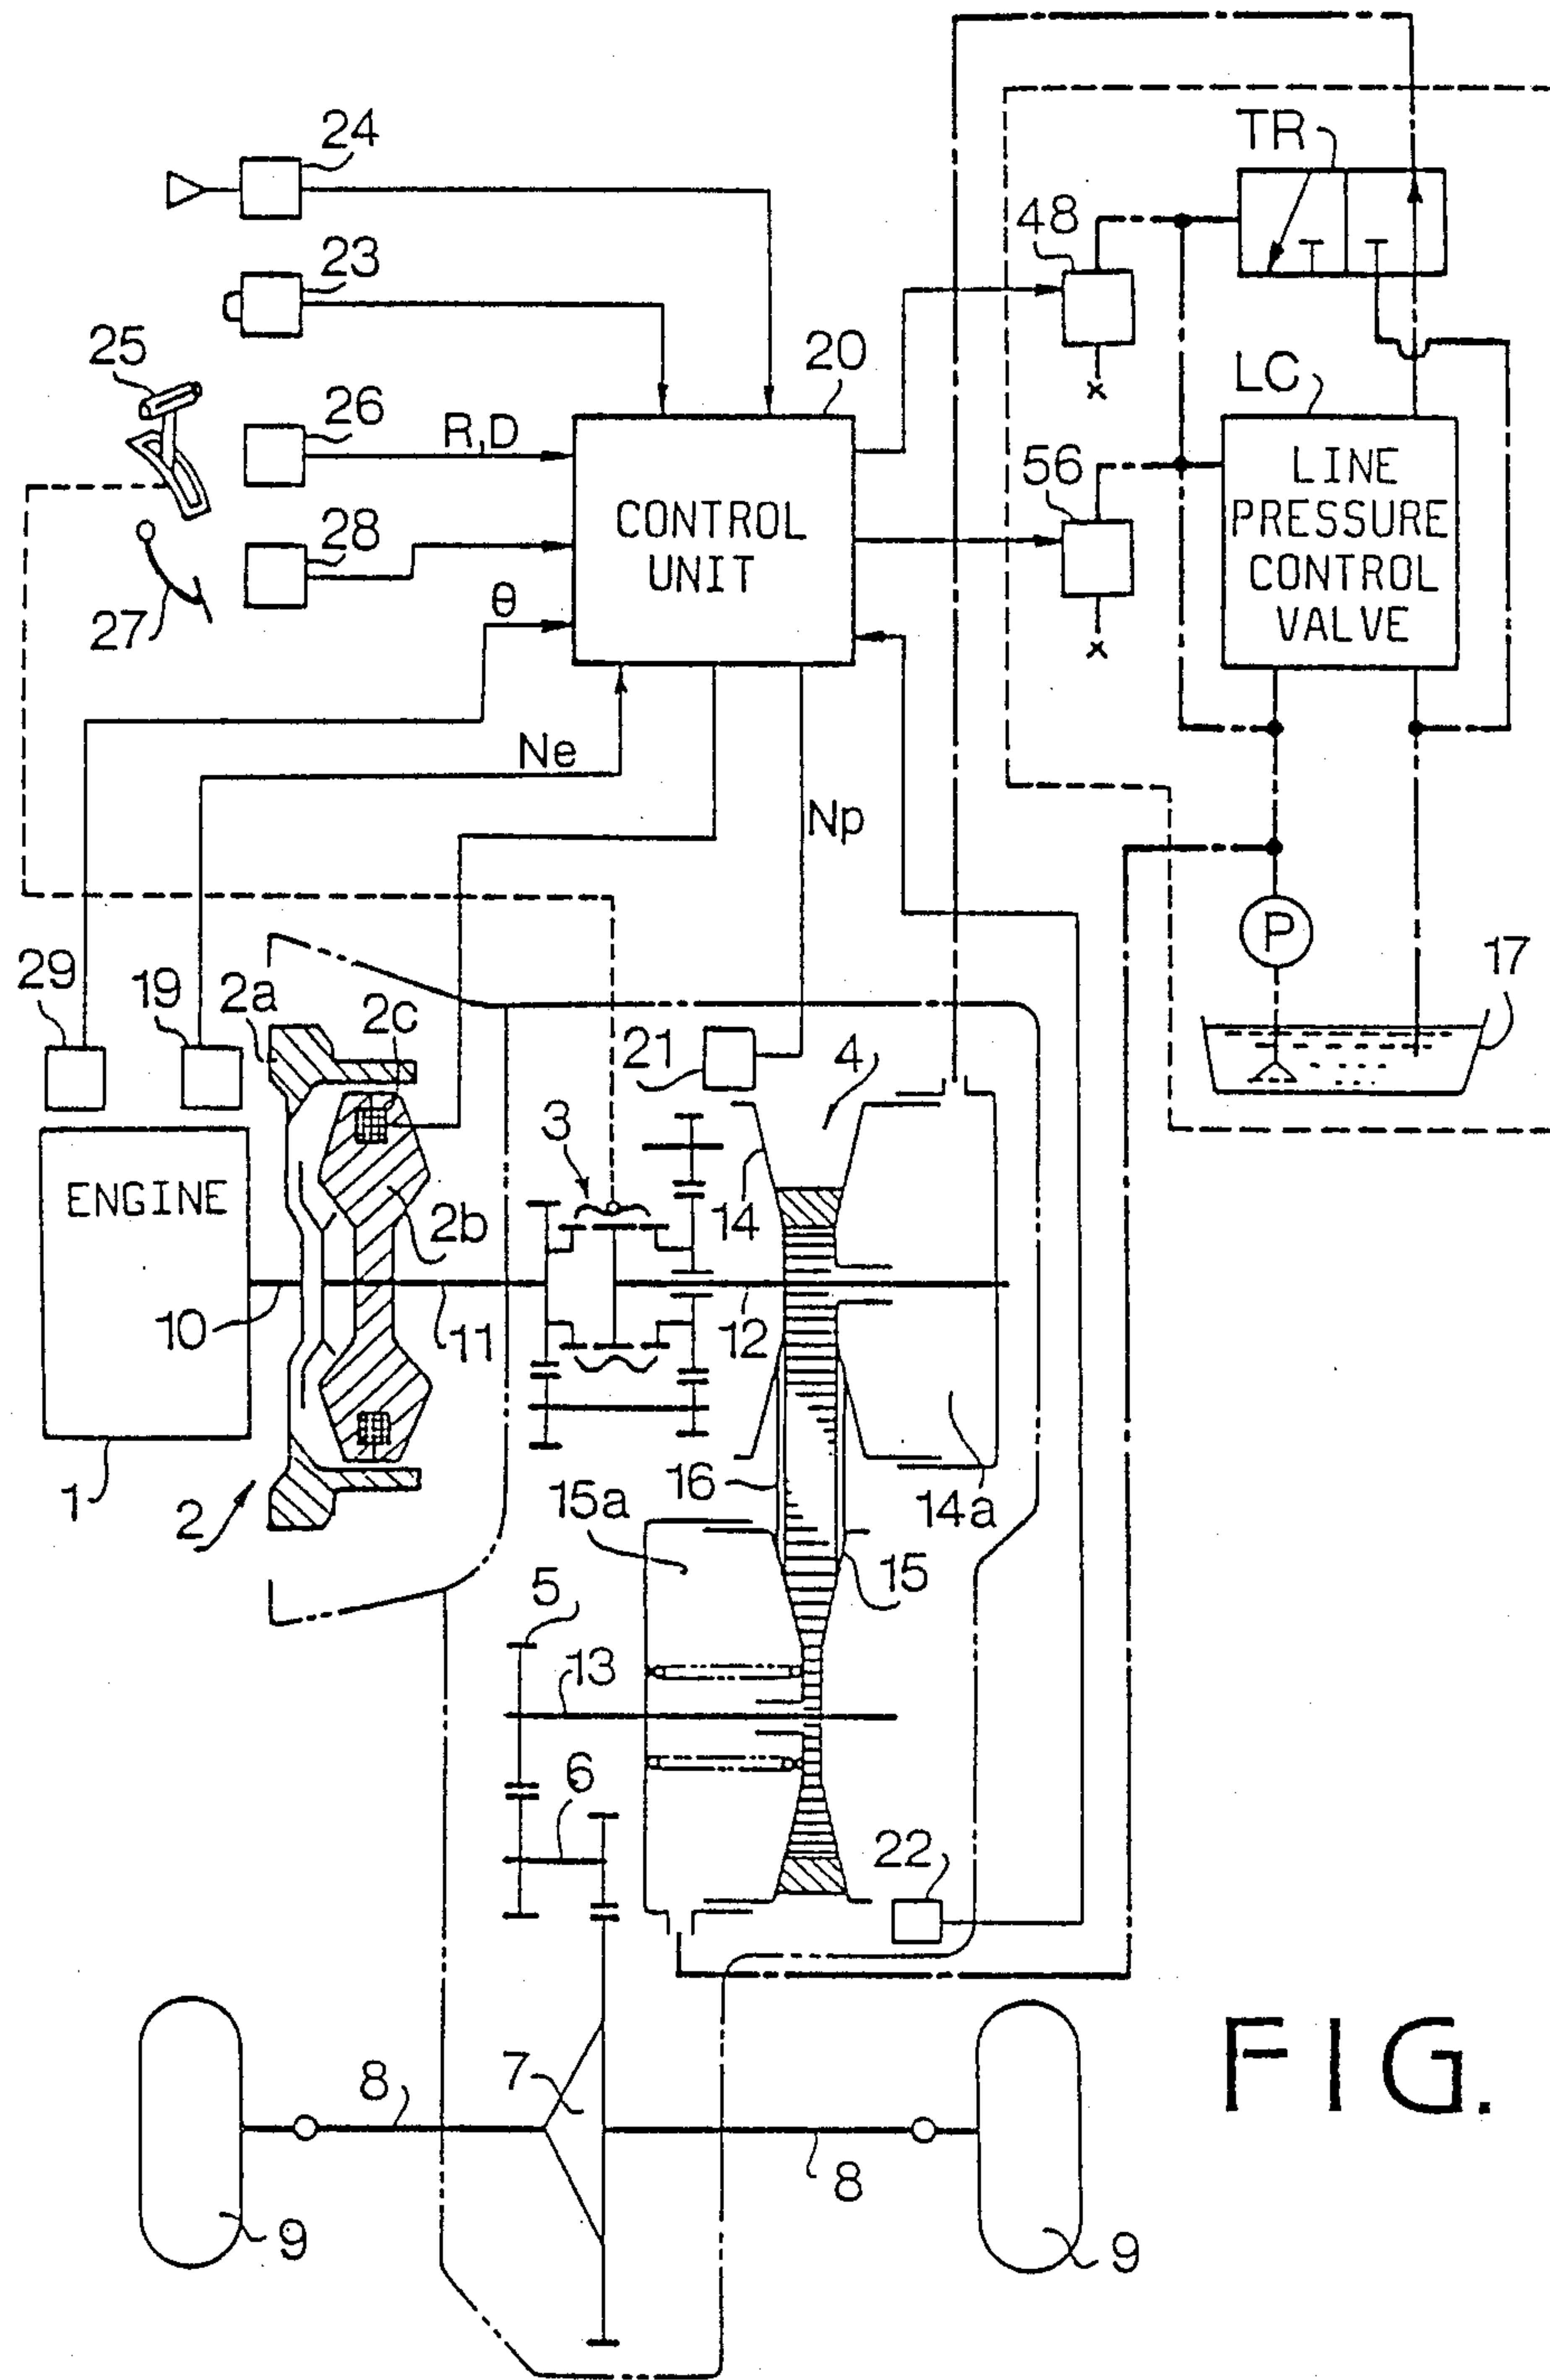 24
TR
48
23
25
20
LC
26
R,D
LINE
PRESSURE
CONTROL
VALVE
56
CONTROL
UNIT
28
θ
27
x
x
Ne
Np
P
17
29
19
2a
2c
21
4
3
14
ENGINE
2b
10
11
12
1
2
16
15a
14a
15
5
13
6
22
7
8
8
9
9
FIG.